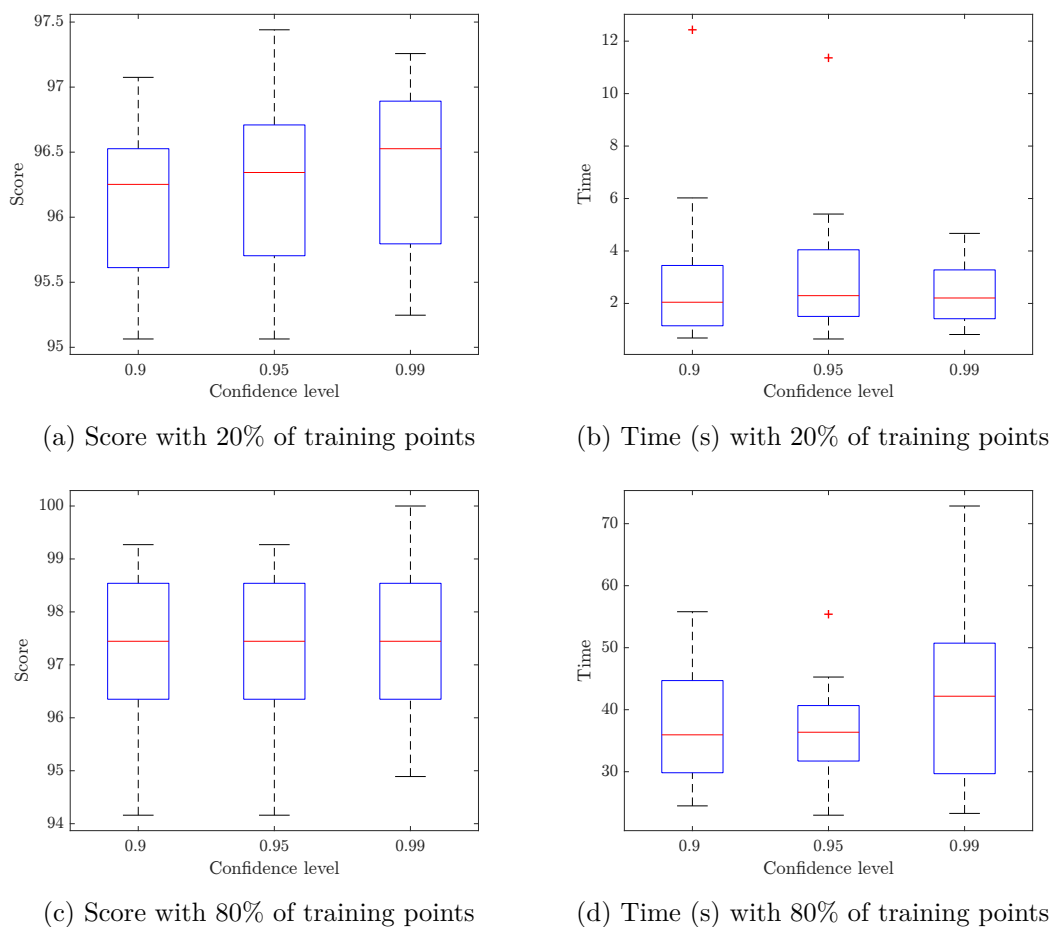 97.5
97
96.5
96
95.5
95
Score
0.9 0.95 0.99
Confidence level
(a) Score with 20% of training points
12
10
8
6
4
2
Time
0.9 0.95 0.99
Confidence level
(b) Time (s) with 20% of training points
100
99
98
97
96
95
94
Score
0.9 0.95 0.99
Confidence level
(c) Score with 80% of training points
70
60
50
40
30
Time
0.9 0.95 0.99
Confidence level
(d) Time (s) with 80% of training points